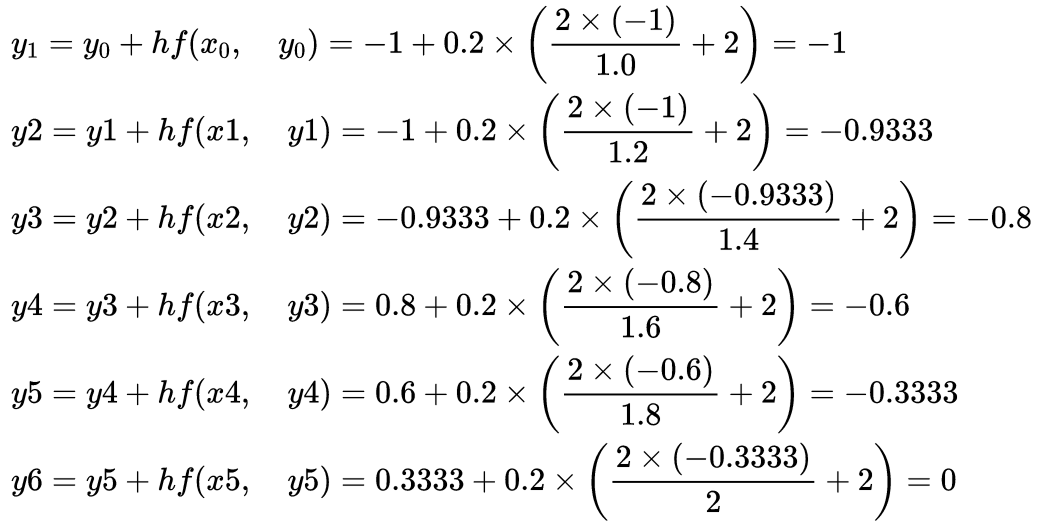 y₁ = y₀ + hf(x₀, y₀) = −1 + 0.2 × (2 × (−1)/1.0 + 2) = −1
y2 = y1 + hf(x1, y1) = −1 + 0.2 × (2 × (−1)/1.2 + 2) = −0.9333
y3 = y2 + hf(x2, y2) = −0.9333 + 0.2 × (2 × (−0.9333)/1.4 + 2) = −0.8
y4 = y3 + hf(x3, y3) = 0.8 + 0.2 × (2 × (−0.8)/1.6 + 2) = −0.6
y5 = y4 + hf(x4, y4) = 0.6 + 0.2 × (2 × (−0.6)/1.8 + 2) = −0.3333
y6 = y5 + hf(x5, y5) = 0.3333 + 0.2 × (2 × (−0.3333)/2 + 2) = 0